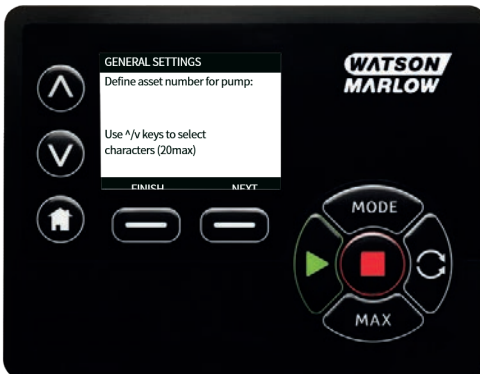 GENERAL SETTINGS
Define asset number for pump:
Use ^/v keys to select
characters (20max)
FINISH NEXT
WATSON
MARLOW
MODE
MAX